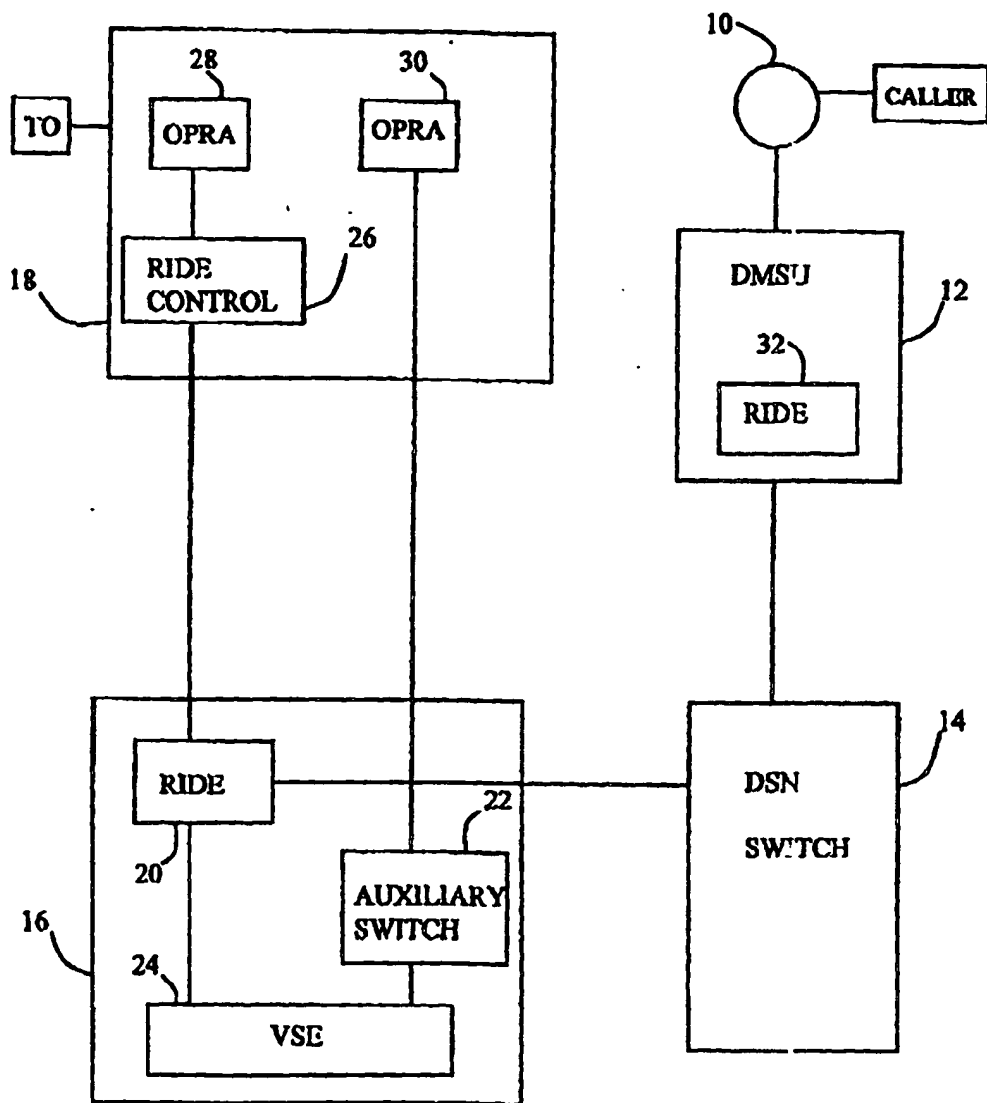 28
30
10
TO
OPRA
OPRA
CALLER
18
RIDE
CONTROL
26
DMSU
12
32
RIDE
RIDE
20
22
AUXILIARY
SWITCH
DSN
SWITCH
14
16
24
VSE